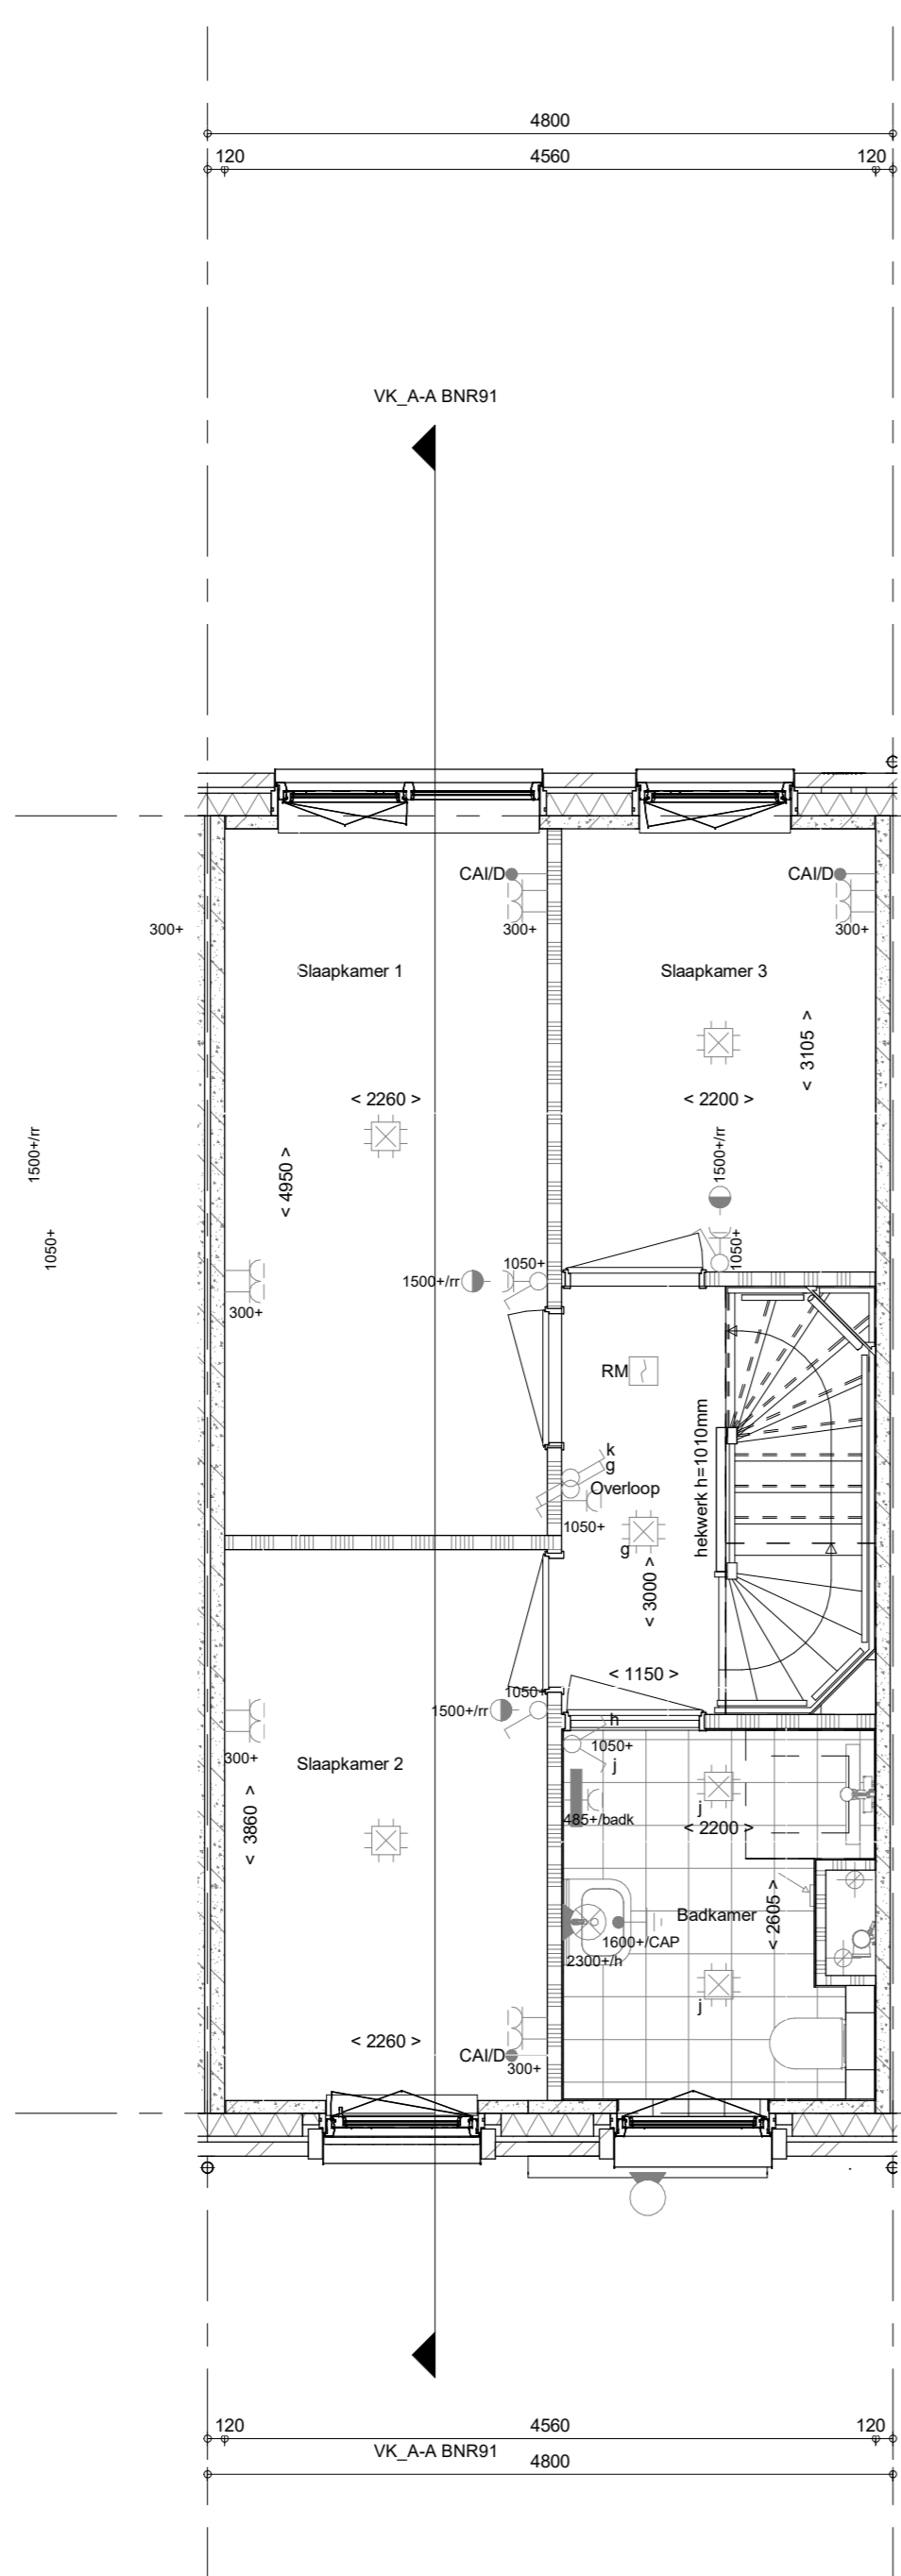 4800
120 4560 120
VK_A-A BNR91
CAI/D CAI/D
300+ 300+ 300+
Slaapkamer 1 Slaapkamer 3
< 3105 >
< 2260 > < 2200 >
1500+/rr 1500+/rr
< 4950 >
1050+ 1050+
1500+/rr 1050+
300+
RM
hekwerk h=1010mm
k
g
Overloop
1050+
g
< 3000 >
< 1150 >
1050+
1500+/rr h
1050+
300+ j
Slaapkamer 2
j
485+/badk
< 3860 > < 2200 >
< 2605 >
Badkamer
1600+/CAP
2300+/h
j
< 2260 >
CAI/D
300+
120 4560 120
VK_A-A BNR91
4800